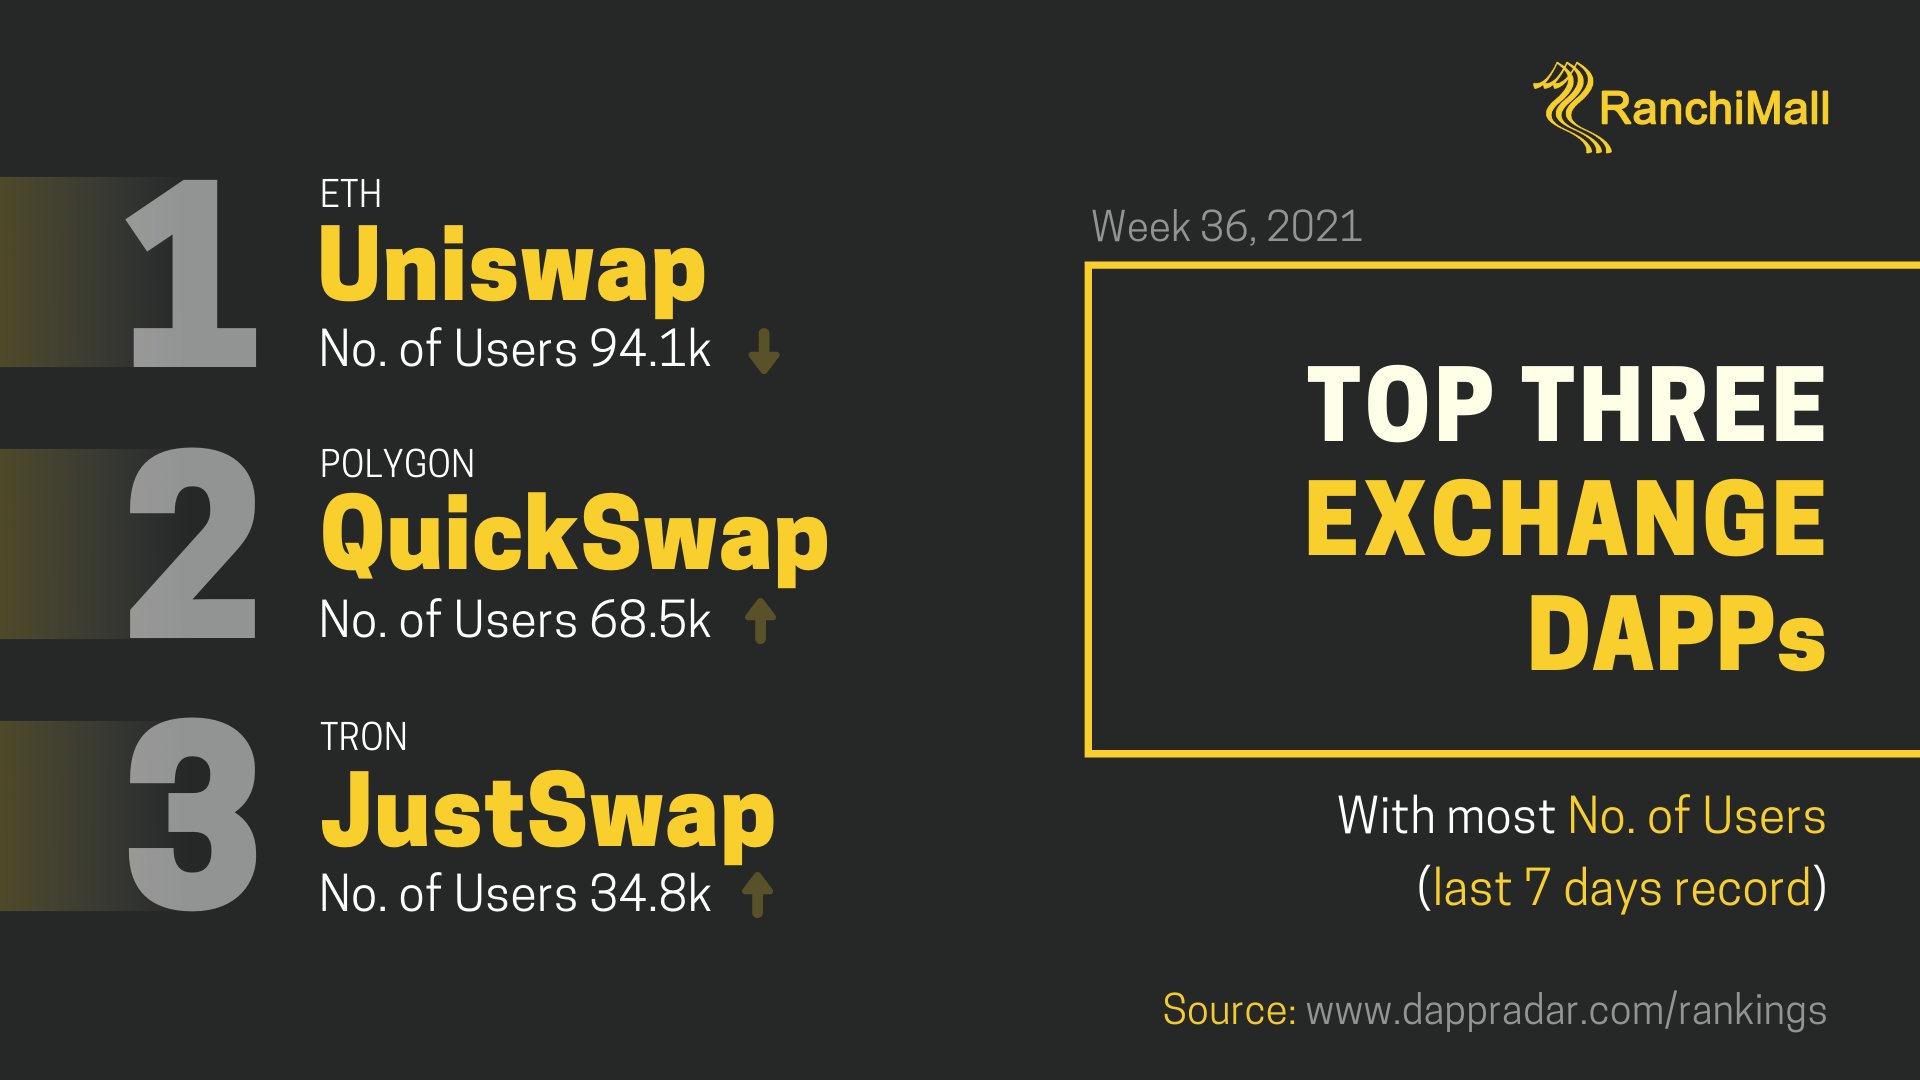 RanchiMall
1
ETH
Uniswap
No. of Users 94.1k
2
POLYGON
QuickSwap
No. of Users 68.5k
3
TRON
JustSwap
No. of Users 34.8k
Week 36, 2021
TOP THREE
EXCHANGE
DAPPs
With most No. of Users
(last 7 days record)
Source: www.dappradar.com/rankings